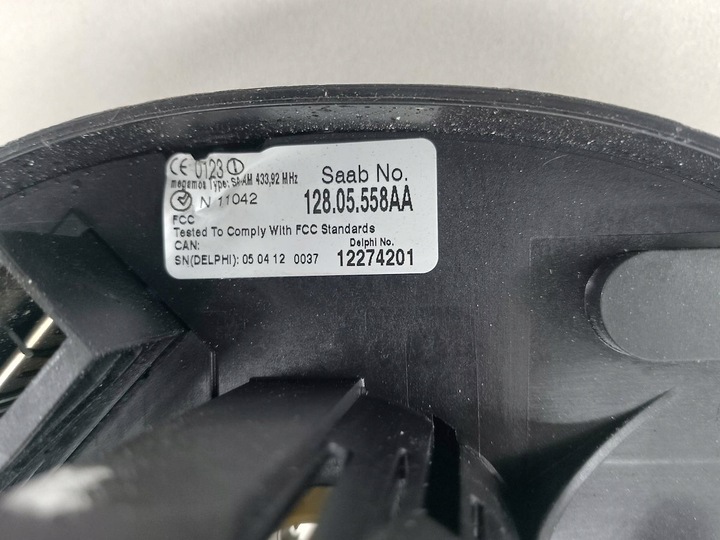 CE 0123
megamos Type: SAAM 433,92 MHz
N 11042
Saab No.
128.05.558AA
FCC
Tested To Comply With FCC Standards
CAN:
Delphi No.
SN(DELPHI): 05 04 12 0037
12274201